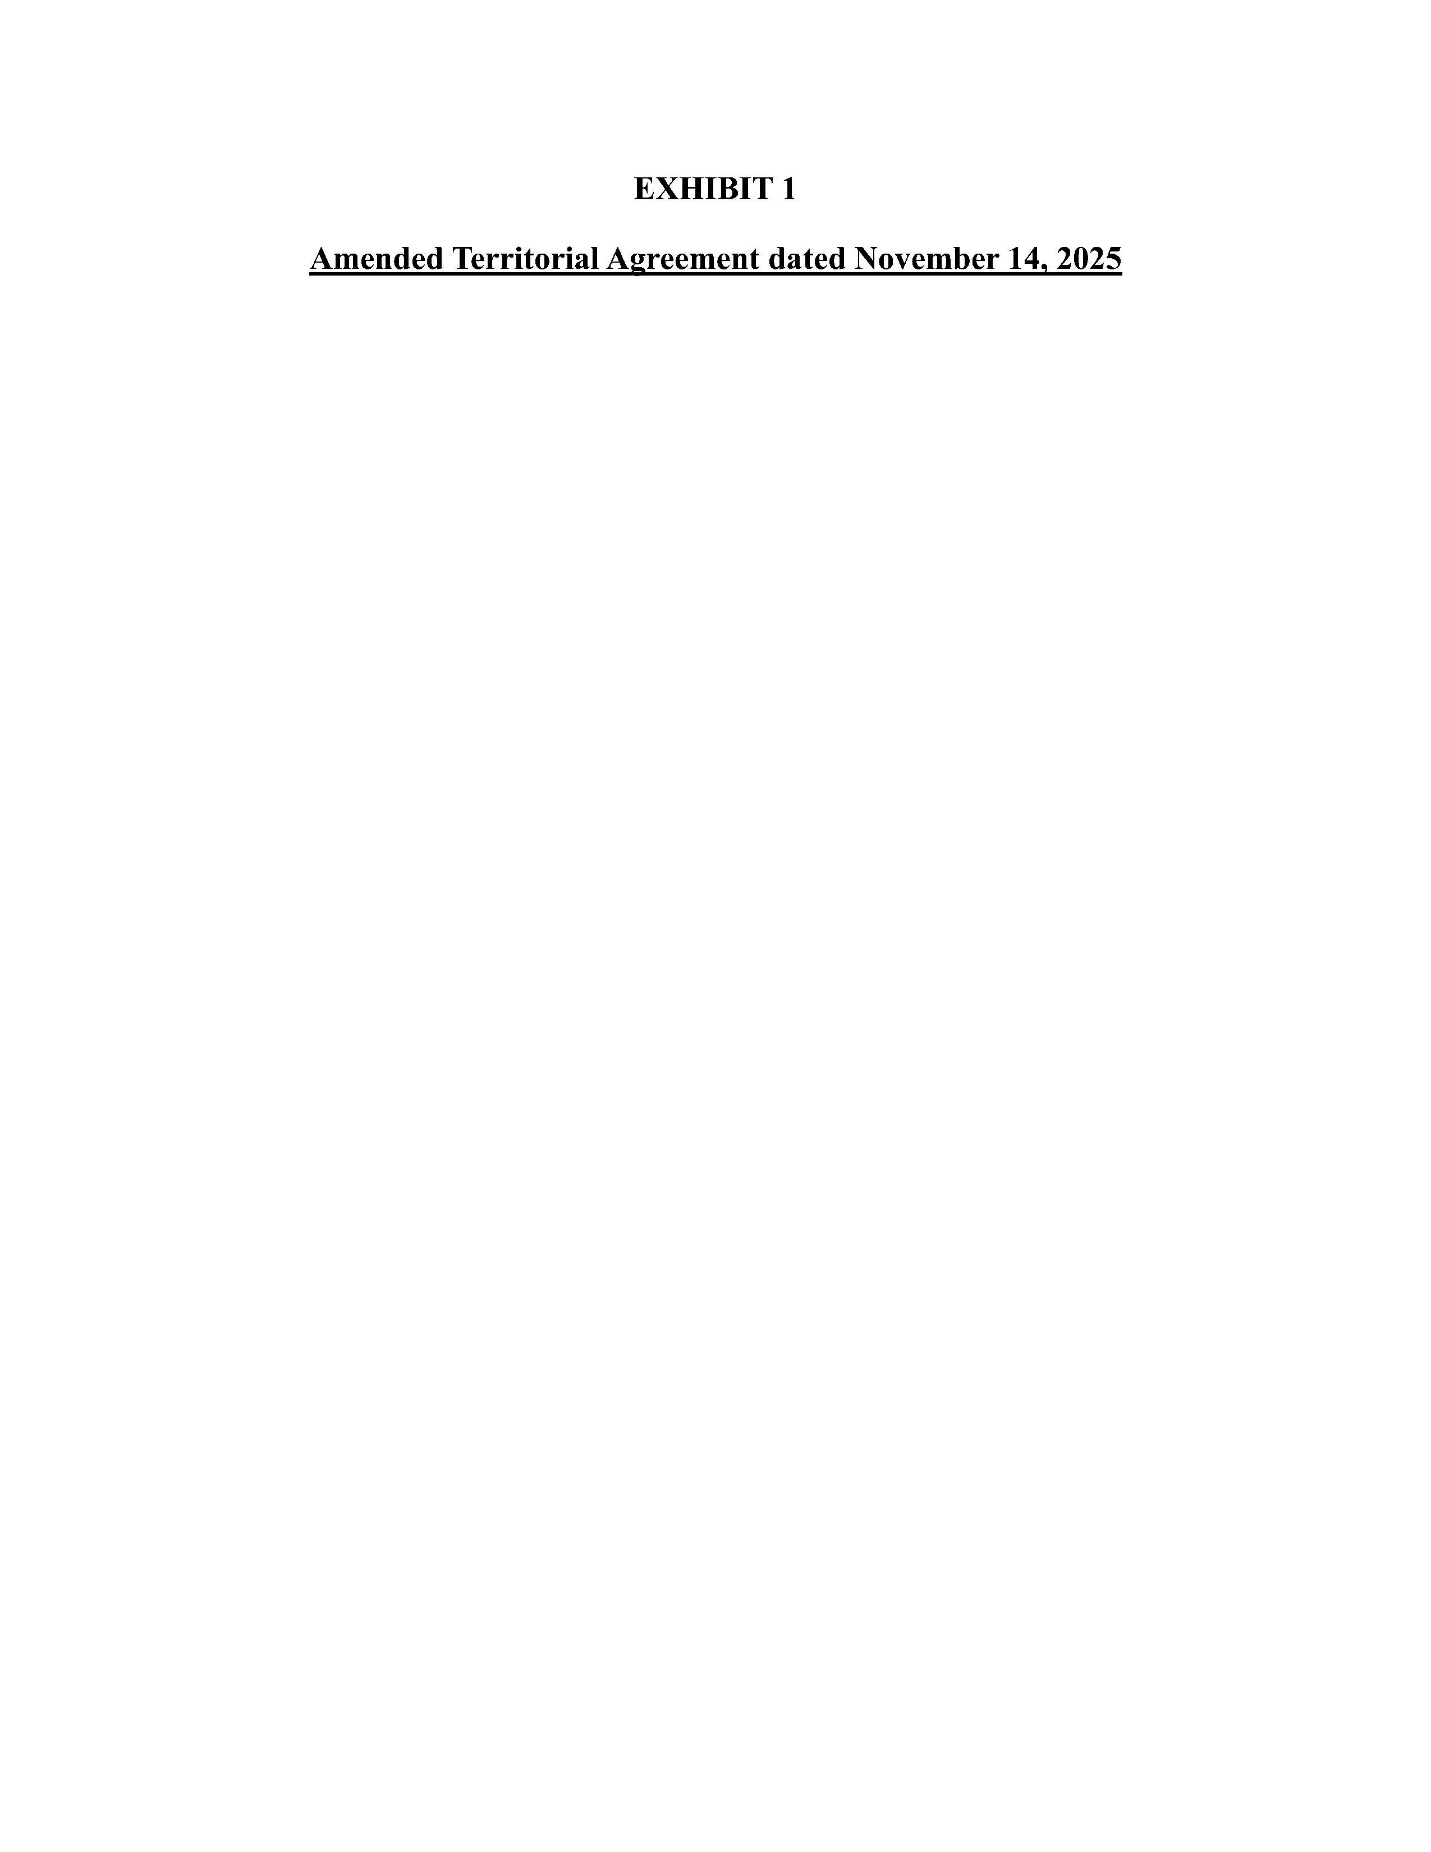 EXHIBIT 1
Amended Territorial Agreement dated November 14, 2025